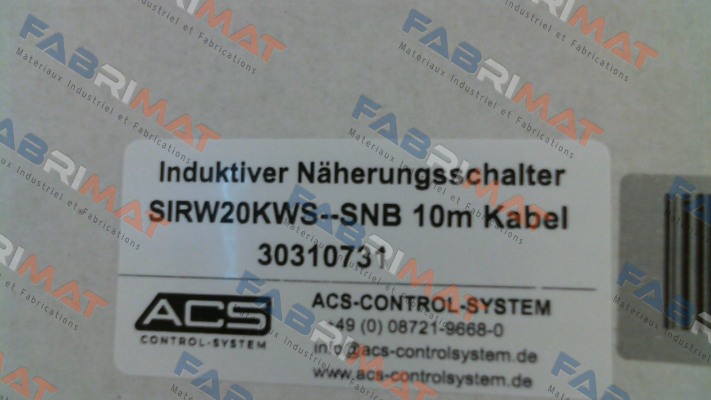 Induktiver Näherungsschalter
SIRW20KWS--SNB 10m Kabel
30310731
ACS
CONTROL-SYSTEM
ACS-CONTROL-SYSTEM
+49 (0) 08721-9668-0
info@acs-controlsystem.de
www.acs-controlsystem.de
FABRIMAT
Materiaux Industriel et Fabrications